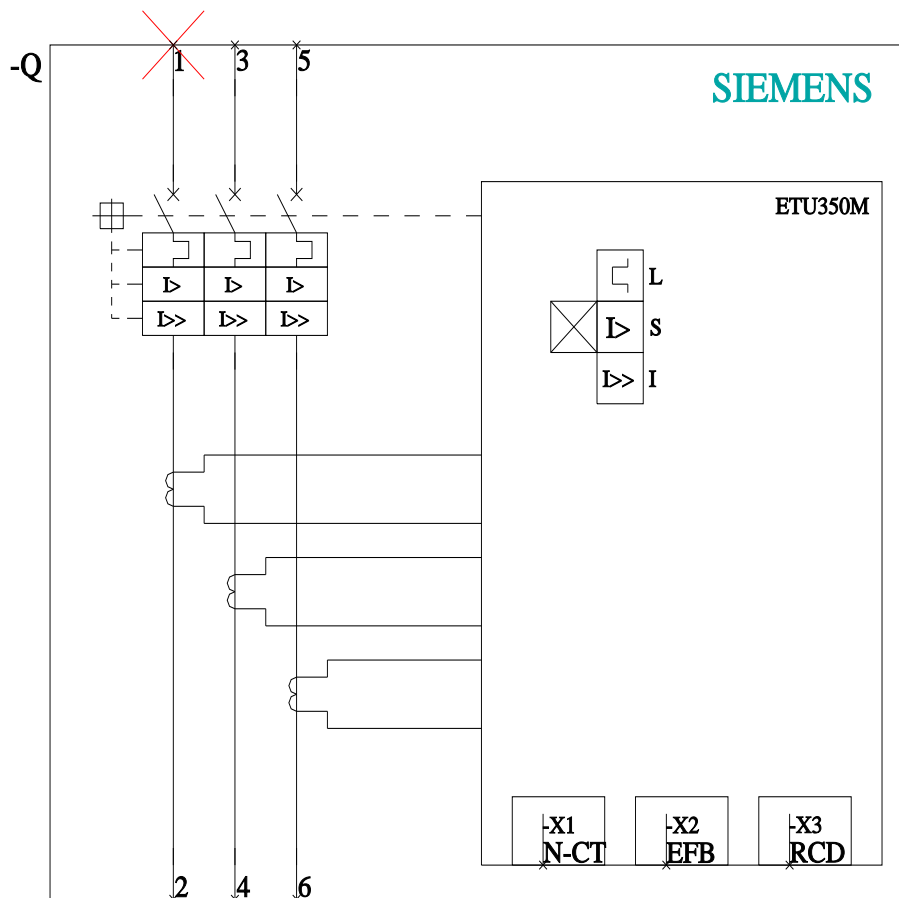 1 3 5
-Q
SIEMENS
ETU350M
L
I> I> I>
I> S
I>> I>> I>>
I>> I
-X1 -X2 -X3
N-CT EFB RCD
2 4 6